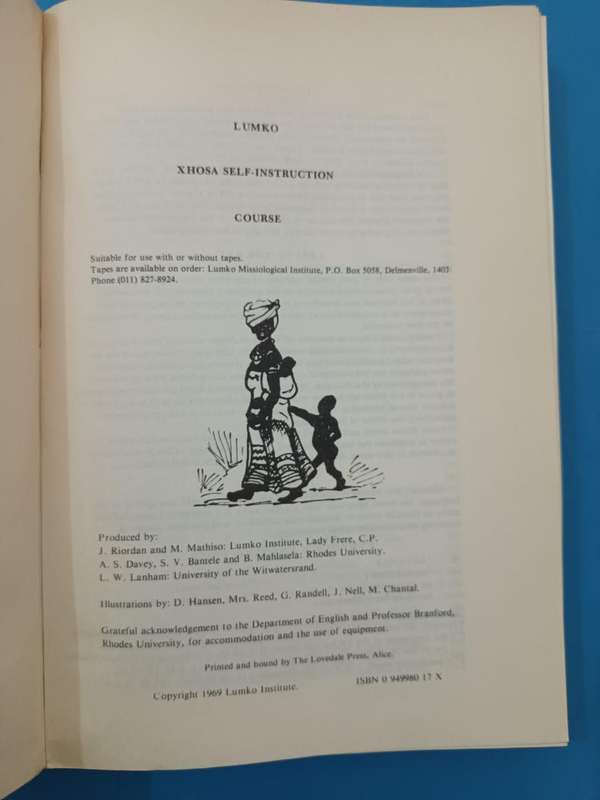 LUMKO
XHOSA SELF-INSTRUCTION
COURSE
Suitable for use with or without tapes.
Tapes are available on order: Lumko Missiological Institute, P.O. Box 5058, Delmenville, 1403
Phone (011) 827-8924.
Produced by:
J. Riordan and M. Mathiso: Lumko Institute, Lady Frere, C.P.
A. S. Davey, S. V. Bantele and B. Mahlasela: Rhodes University.
L. W. Lanham: University of the Witwatersrand.
Illustrations by: D. Hansen, Mrs. Reed, G. Randell, J. Nell, M. Chantal.
Grateful acknowledgement to the Department of English and Professor Branford,
Rhodes University, for accommodation and the use of equipment.
Printed and bound by The Lovedale Press, Alice.
Copyright 1969 Lumko Institute. ISBN 0 949980 17 X